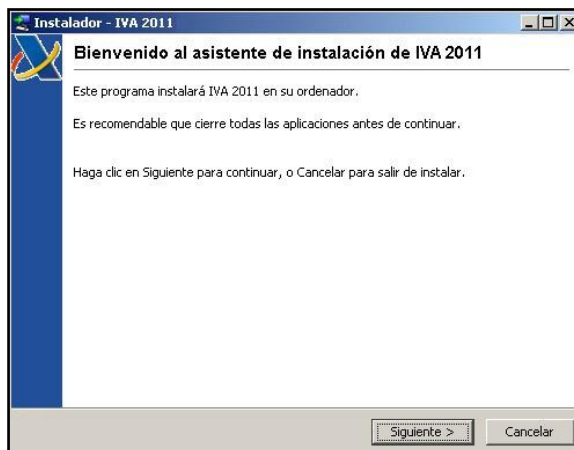 Instalador - IVA 2011
Bienvenido al asistente de instalación de IVA 2011
Este programa instalará IVA 2011 en su ordenador.
Es recomendable que cierre todas las aplicaciones antes de continuar.
Haga clic en Siguiente para continuar, o Cancelar para salir de instalar.
Siguiente >
Cancelar